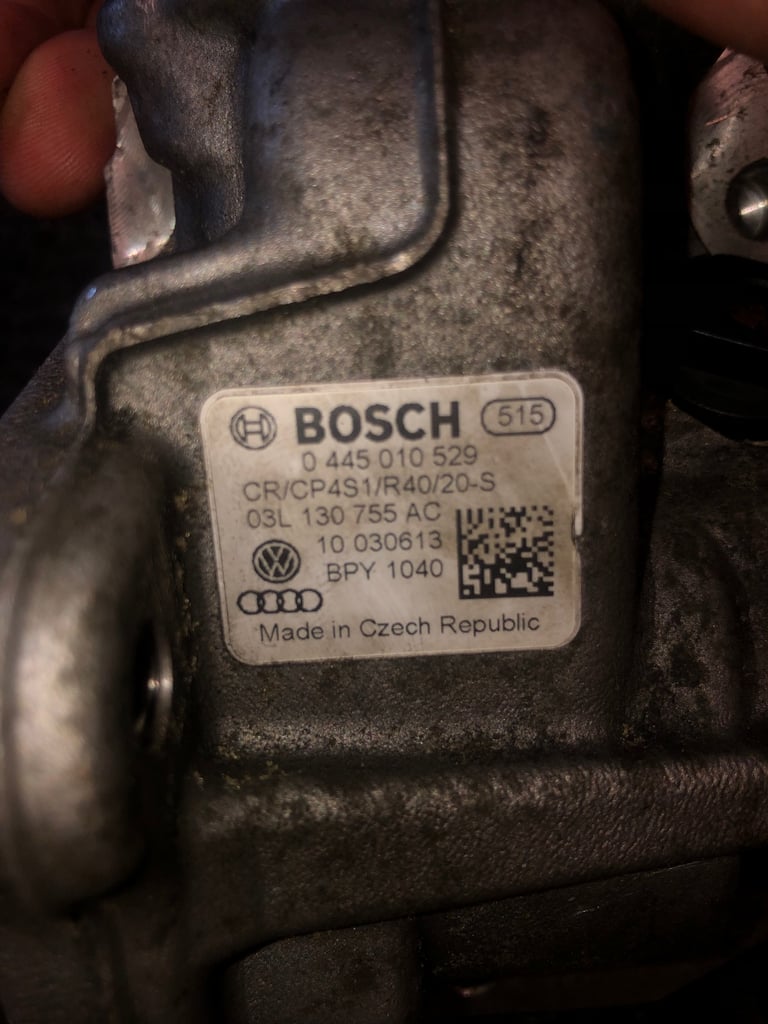 BOSCH 515
0 445 010 529
CR/CP4S1/R40/20-S
03L 130 755 AC
10 030613
BPY 1040
Made in Czech Republic